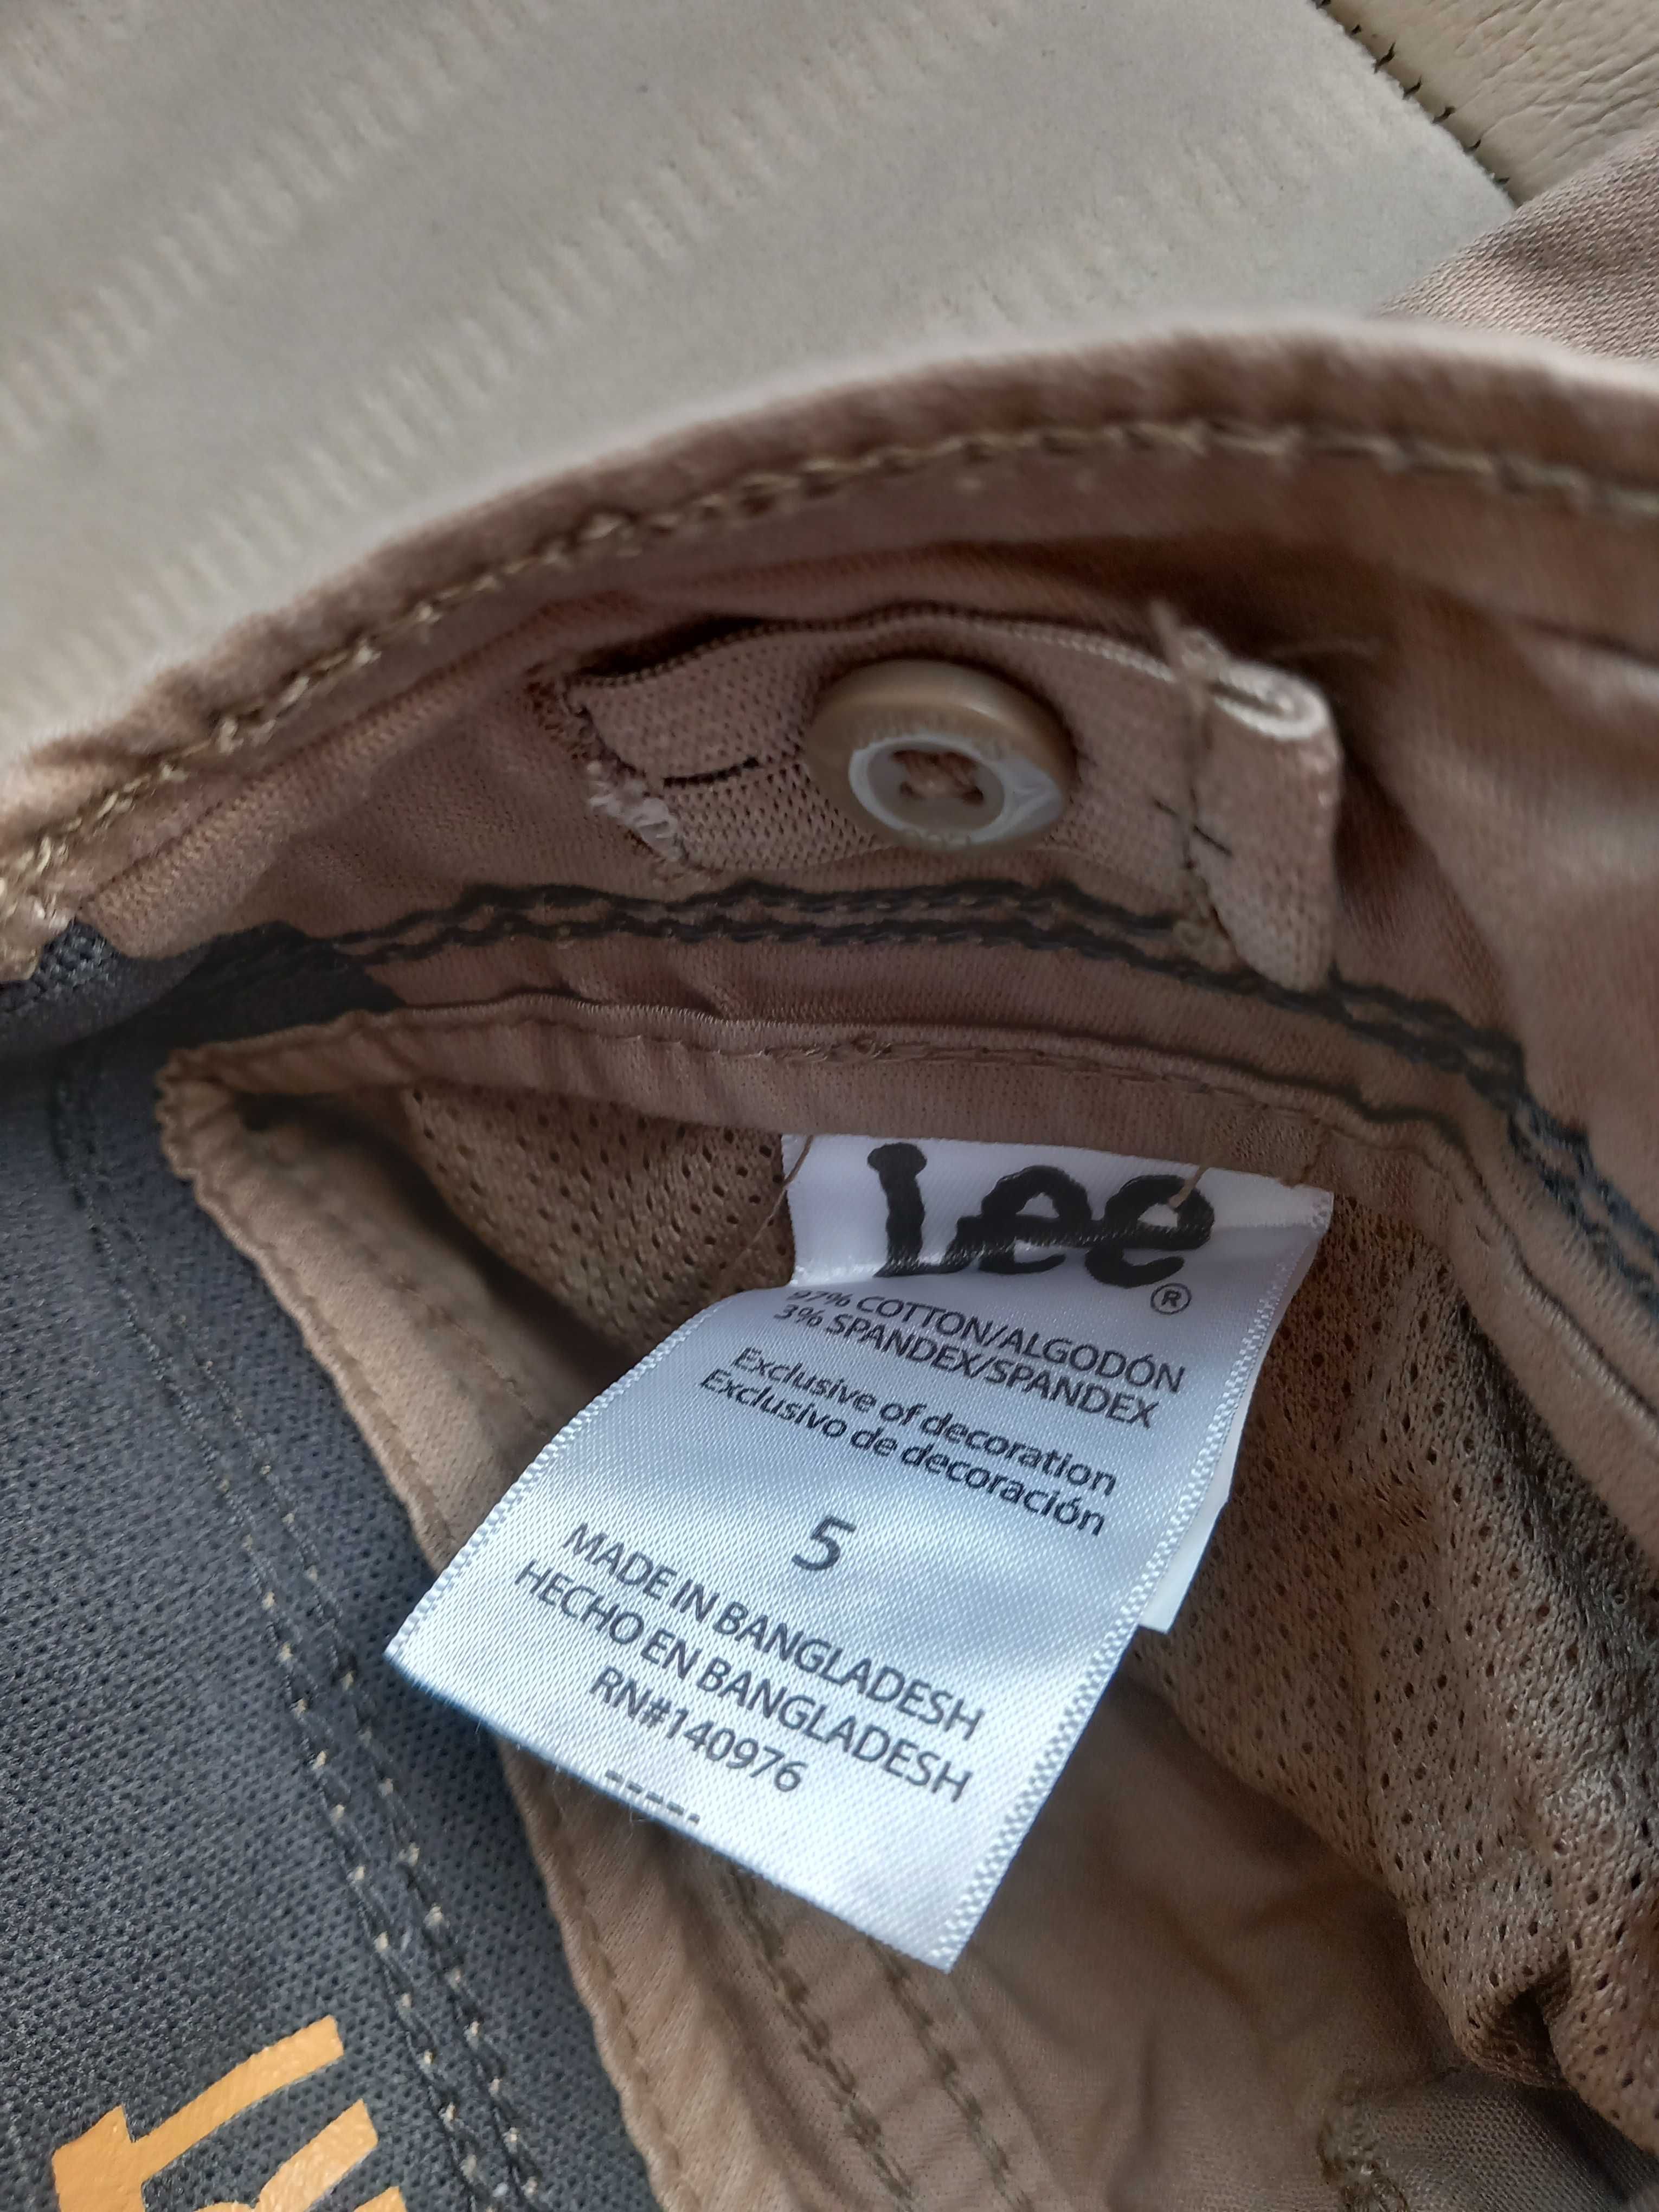 Lee®
97% COTTON/ALGODÓN
3% SPANDEX/SPANDEX
Exclusive of decoration
Exclusivo de decoración
5
MADE IN BANGLADESH
HECHO EN BANGLADESH
RN#140976